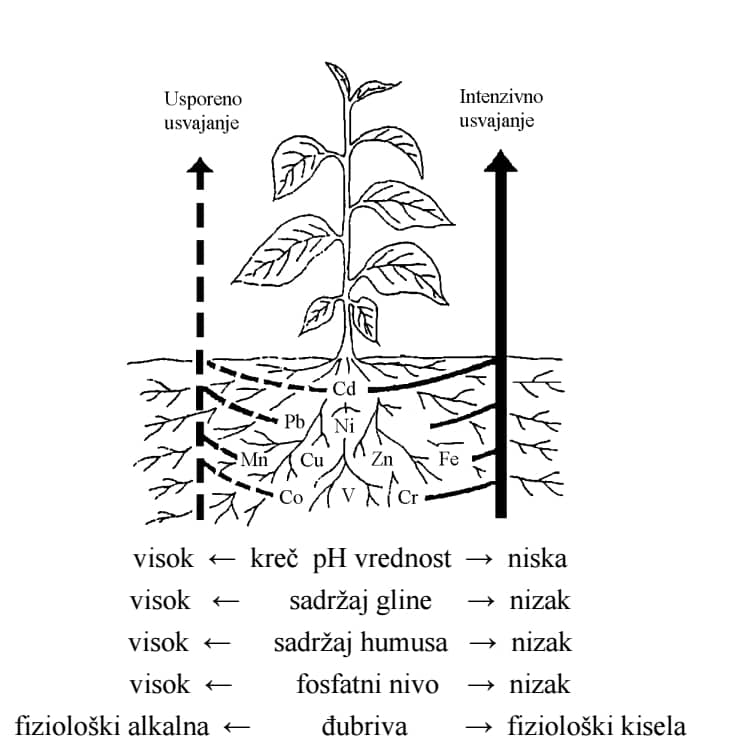 Usporeno
usvajanje
Intenzivno
usvajanje
Cd
Pb Ni
Mn Cu Zn Fe
Co V Cr
visok ← kreč pH vrednost → niska
visok ← sadržaj gline → nizak
visok ← sadržaj humusa → nizak
visok ← fosfatni nivo → nizak
fiziološki alkalna ← đubriva → fiziološki kisela